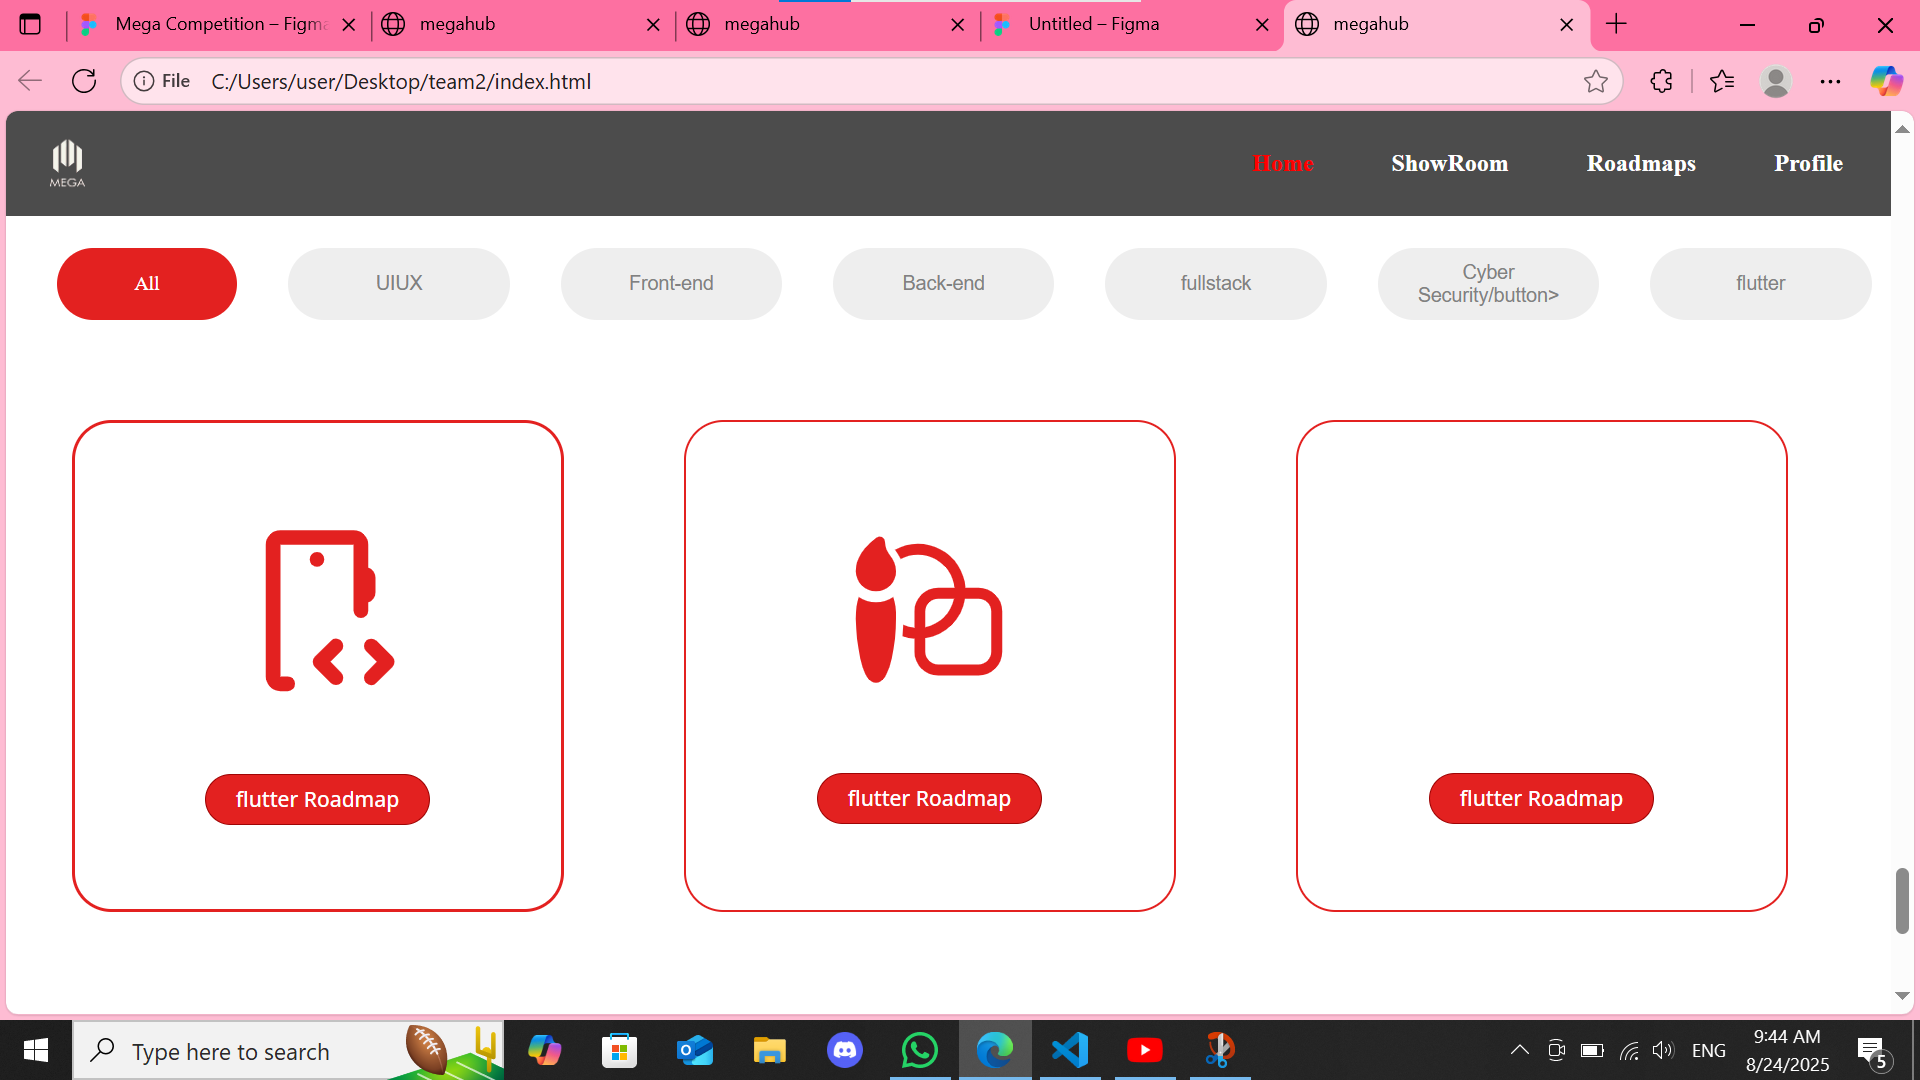 Mega Competition – Figma
megahub
megahub
Untitled – Figma
megahub
File
C:/Users/user/Desktop/team2/index.html
MEGA
Home
ShowRoom
Roadmaps
Profile
All
UIUX
Front-end
Back-end
fullstack
Cyber
Security/button>
flutter
flutter Roadmap
flutter Roadmap
flutter Roadmap
Type here to search
ENG
9:44 AM
8/24/2025
5